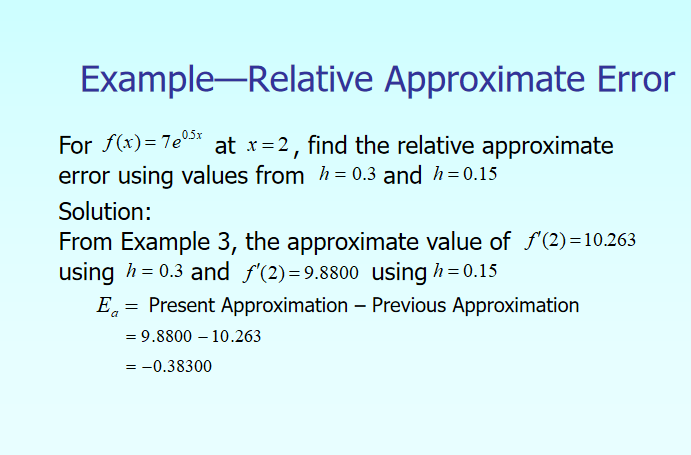 Example—Relative Approximate Error
For f(x) = 7e^{0.5x} at x = 2, find the relative approximate
error using values from h = 0.3 and h = 0.15
Solution:
From Example 3, the approximate value of f′(2) = 10.263
using h = 0.3 and f′(2) = 9.8800 using h = 0.15
E_a = Present Approximation – Previous Approximation
= 9.8800 – 10.263
= –0.38300